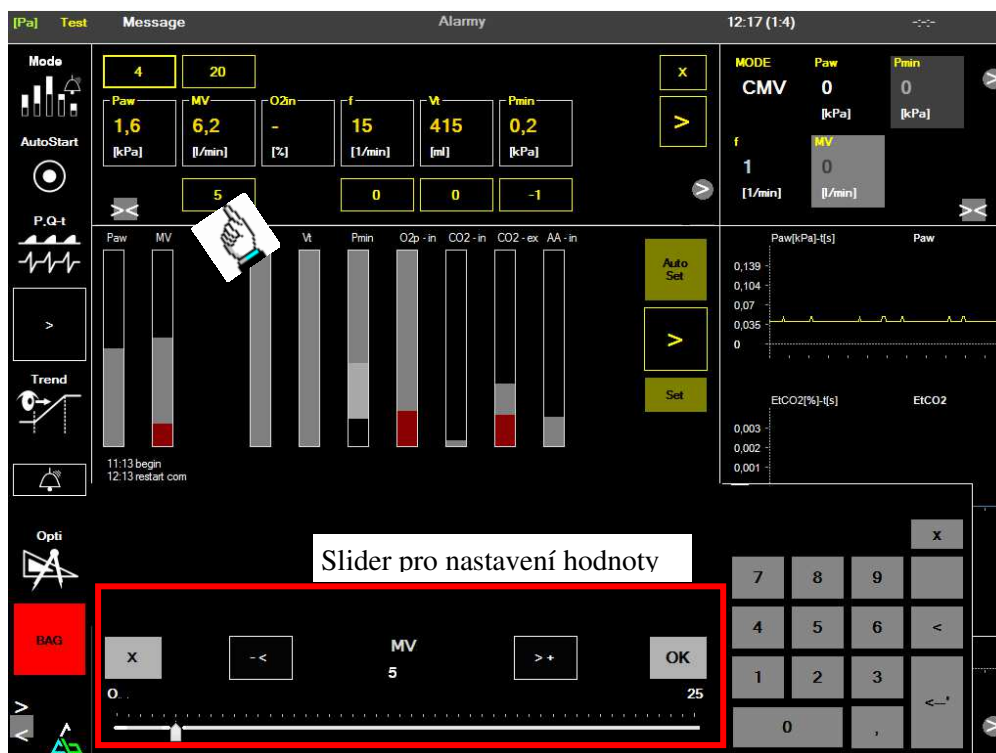 [Pa] Test Message Alarmy 12:17 (1:4) -:-:-
Mode
AutoStart
P,Q-t
>
Trend
Opti
BAG
>
<
4 20 x
Paw MV O2in f Vt Pmin
1,6 6,2 - 15 415 0,2
[kPa] [l/min] [%] [1/min] [ml] [kPa]
>
5 0 0 -1
>
><
MODE Paw Pmin
CMV 0 0
[kPa] [kPa]
>
f MV
1 0
[1/min] [l/min]
><
Paw MV Vt Pmin O2p - in CO2 - in CO2 - ex AA - in
Auto
Set
>
Set
11:13 begin
12:13 restart com
Paw[kPa]-t[s] Paw
0,139
0,104
0,07
0,035
0
EtCO2[%]-t[s] EtCO2
0,003
0,002
0,001
Slider pro nastavení hodnoty
x -< MV >+ OK
5
0 25
x
7 8 9
4 5 6 <
1 2 3
<--'
0 ,
>